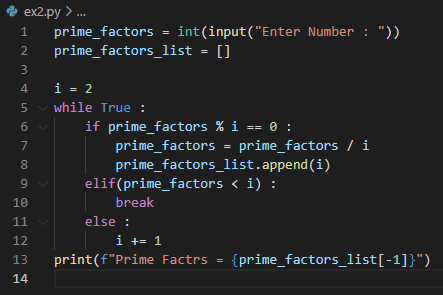 ex2.py > ...
1 prime_factors = int(input("Enter Number : "))
2 prime_factors_list = []
3
4 i = 2
5 while True :
6     if prime_factors % i == 0 :
7         prime_factors = prime_factors / i
8         prime_factors_list.append(i)
9     elif(prime_factors < i) :
10         break
11     else :
12         i += 1
13 print(f"Prime Factrs = {prime_factors_list[-1]}")
14